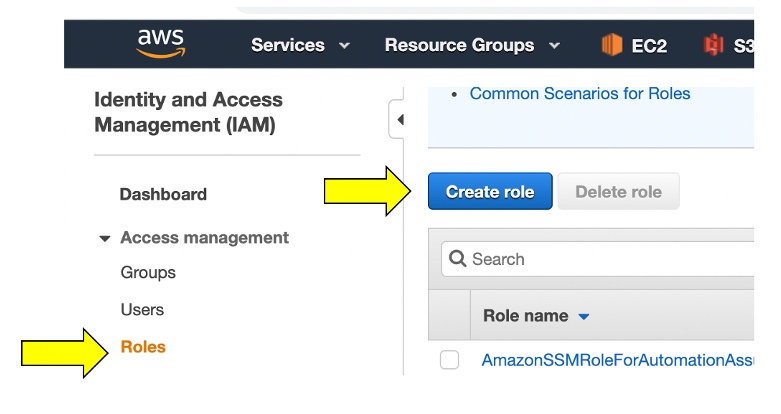 aws
Services
Resource Groups
EC2
S3
Identity and Access
Management (IAM)
Dashboard
Access management
Groups
Users
Roles
• Common Scenarios for Roles
Create role
Delete role
Search
Role name
AmazonSSMRoleForAutomationAss